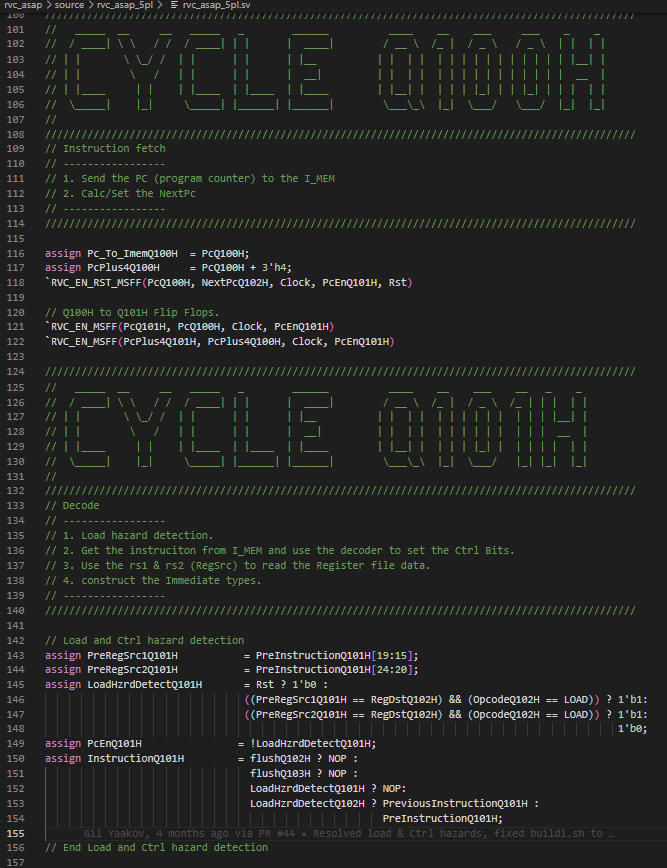 rvc_asap > source > rvc_asap_5pl > rvc_asap_5pl.sv
100 //////////////////////////////////////////////////////////////////////////////////////////////////
101 //   _____  __     __   _____   _        ______          ____    __    ___     ___    _    _
102 //  / ____| \ \   / /  / ____| | |      |  ____|        / __ \  /_ |  / _ \   / _ \  | |  | |
103 // | |       \ \_/ /  | |      | |      | |__          | |  | |  | | | | | | | | | | | |__| |
104 // | |        \   /   | |      | |      |  __|         | |  | |  | | | | | | | | | | |  __  |
105 // | |____     | |    | |____  | |____  | |____        | |__| |  | | | |_| | | |_| | | |  | |
106 //  \_____|    |_|     \_____| |______| |______|        \___\_\  |_|  \___/   \___/  |_|  |_|
107 //
108 //////////////////////////////////////////////////////////////////////////////////////////////////
109 // Instruction fetch
110 // -----------------
111 // 1. Send the PC (program counter) to the I_MEM
112 // 2. Calc/Set the NextPc
113 // -----------------
114 //////////////////////////////////////////////////////////////////////////////////////////////////
115
116 assign Pc_To_ImemQ100H  = PcQ100H;
117 assign PcPlus4Q100H     = PcQ100H + 3'h4;
118 `RVC_EN_RST_MSFF(PcQ100H, NextPcQ102H, Clock, PcEnQ101H, Rst)
119
120 // Q100H to Q101H Flip Flops.
121 `RVC_EN_MSFF(PcQ101H, PcQ100H, Clock, PcEnQ101H)
122 `RVC_EN_MSFF(PcPlus4Q101H, PcPlus4Q100H, Clock, PcEnQ101H)
123
124 //////////////////////////////////////////////////////////////////////////////////////////////////
125 //   _____  __     __   _____   _        ______          ____    __    ___    __   _    _
126 //  / ____| \ \   / /  / ____| | |      |  ____|        / __ \  /_ |  / _ \  /_ | | |  | |
127 // | |       \ \_/ /  | |      | |      | |__          | |  | |  | | | | | |  | | | |__| |
128 // | |        \   /   | |      | |      |  __|         | |  | |  | | | | | |  | | |  __  |
129 // | |____     | |    | |____  | |____  | |____        | |__| |  | | | |_| |  | | | |  | |
130 //  \_____|    |_|     \_____| |______| |______|        \___\_\  |_|  \___/   |_| |_|  |_|
131 //
132 //////////////////////////////////////////////////////////////////////////////////////////////////
133 // Decode
134 // -----------------
135 // 1. Load hazard detection.
136 // 2. Get the instruciton from I_MEM and use the decoder to set the Ctrl Bits.
137 // 3. Use the rs1 & rs2 (RegSrc) to read the Register file data.
138 // 4. construct the Immediate types.
139 // -----------------
140 //////////////////////////////////////////////////////////////////////////////////////////////////
141
142 // Load and Ctrl hazard detection
143 assign PreRegSrc1Q101H           = PreInstructionQ101H[19:15];
144 assign PreRegSrc2Q101H           = PreInstructionQ101H[24:20];
145 assign LoadHzrdDetectQ101H       = Rst ? 1'b0 :
146 ((PreRegSrc1Q101H == RegDstQ102H) && (OpcodeQ102H == LOAD)) ? 1'b1:
147 ((PreRegSrc2Q101H == RegDstQ102H) && (OpcodeQ102H == LOAD)) ? 1'b1:
148 1'b0;
149 assign PcEnQ101H                = !LoadHzrdDetectQ101H;
150 assign InstructionQ101H         = flushQ102H ? NOP :
151 flushQ103H ? NOP :
152 LoadHzrdDetectQ101H ? NOP:
153 LoadHzrdDetectQ102H ? PreviousInstructionQ101H :
154 PreInstructionQ101H;
155 Gil Yaakov, 4 months ago via PR #44 • Resolved load & Ctrl hazards, fixed buildl.sh to …
156 // End Load and Ctrl hazard detection
157